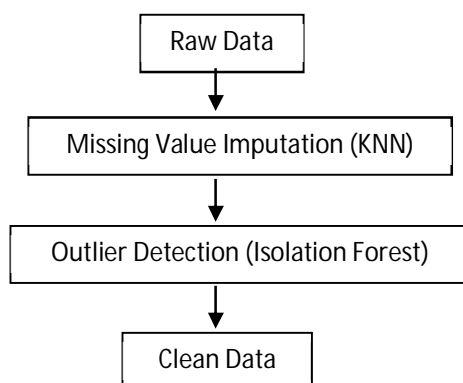 Raw Data
Missing Value Imputation (KNN)
Outlier Detection (Isolation Forest)
Clean Data